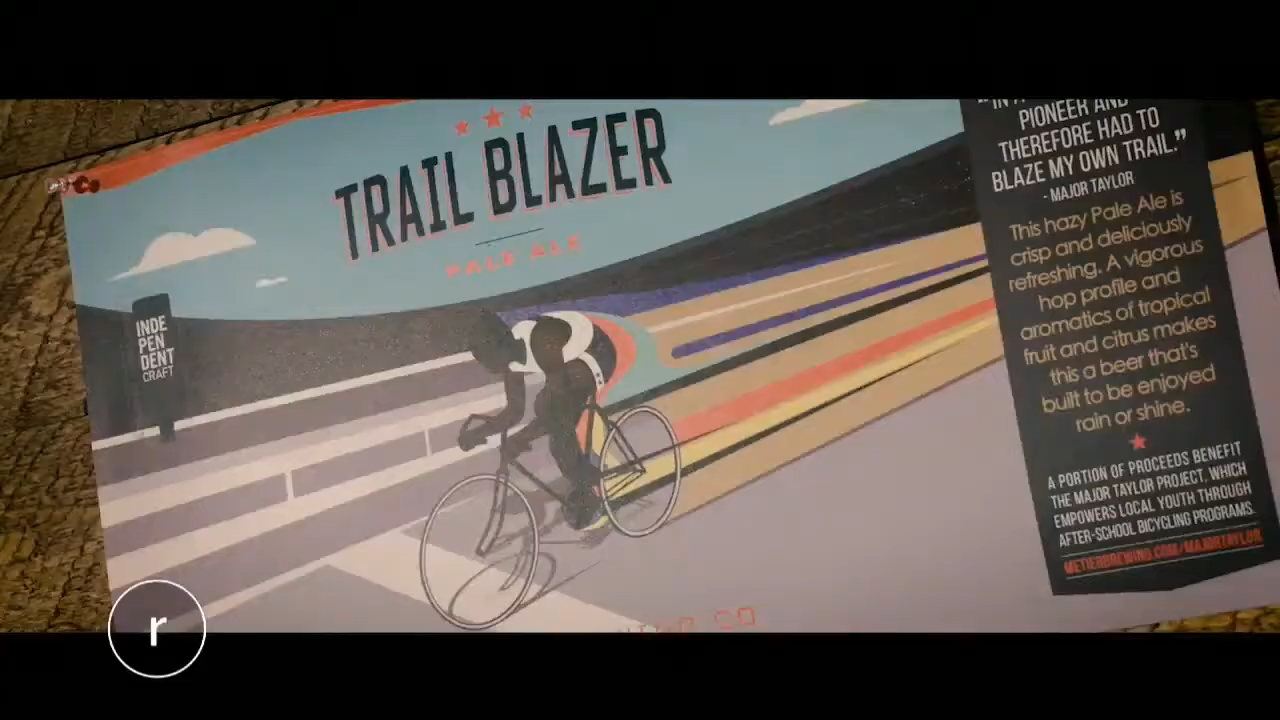 TRAIL BLAZER
PALE ALE
INDE
PEN
DENT
CRAFT
PIONEER AND
THEREFORE HAD TO
BLAZE MY OWN TRAIL.”
- MAJOR TAYLOR
This hazy Pale Ale is
crisp and deliciously
refreshing. A vigorous
hop profile and
aromatics of tropical
fruit and citrus makes
this a beer that's
built to be enjoyed
rain or shine.
A PORTION OF PROCEEDS BENEFIT
THE MAJOR TAYLOR PROJECT, WHICH
EMPOWERS LOCAL YOUTH THROUGH
AFTER-SCHOOL BICYCLING PROGRAMS.
METIERBREWING.COM/MAJORTAYLOR
CO
r